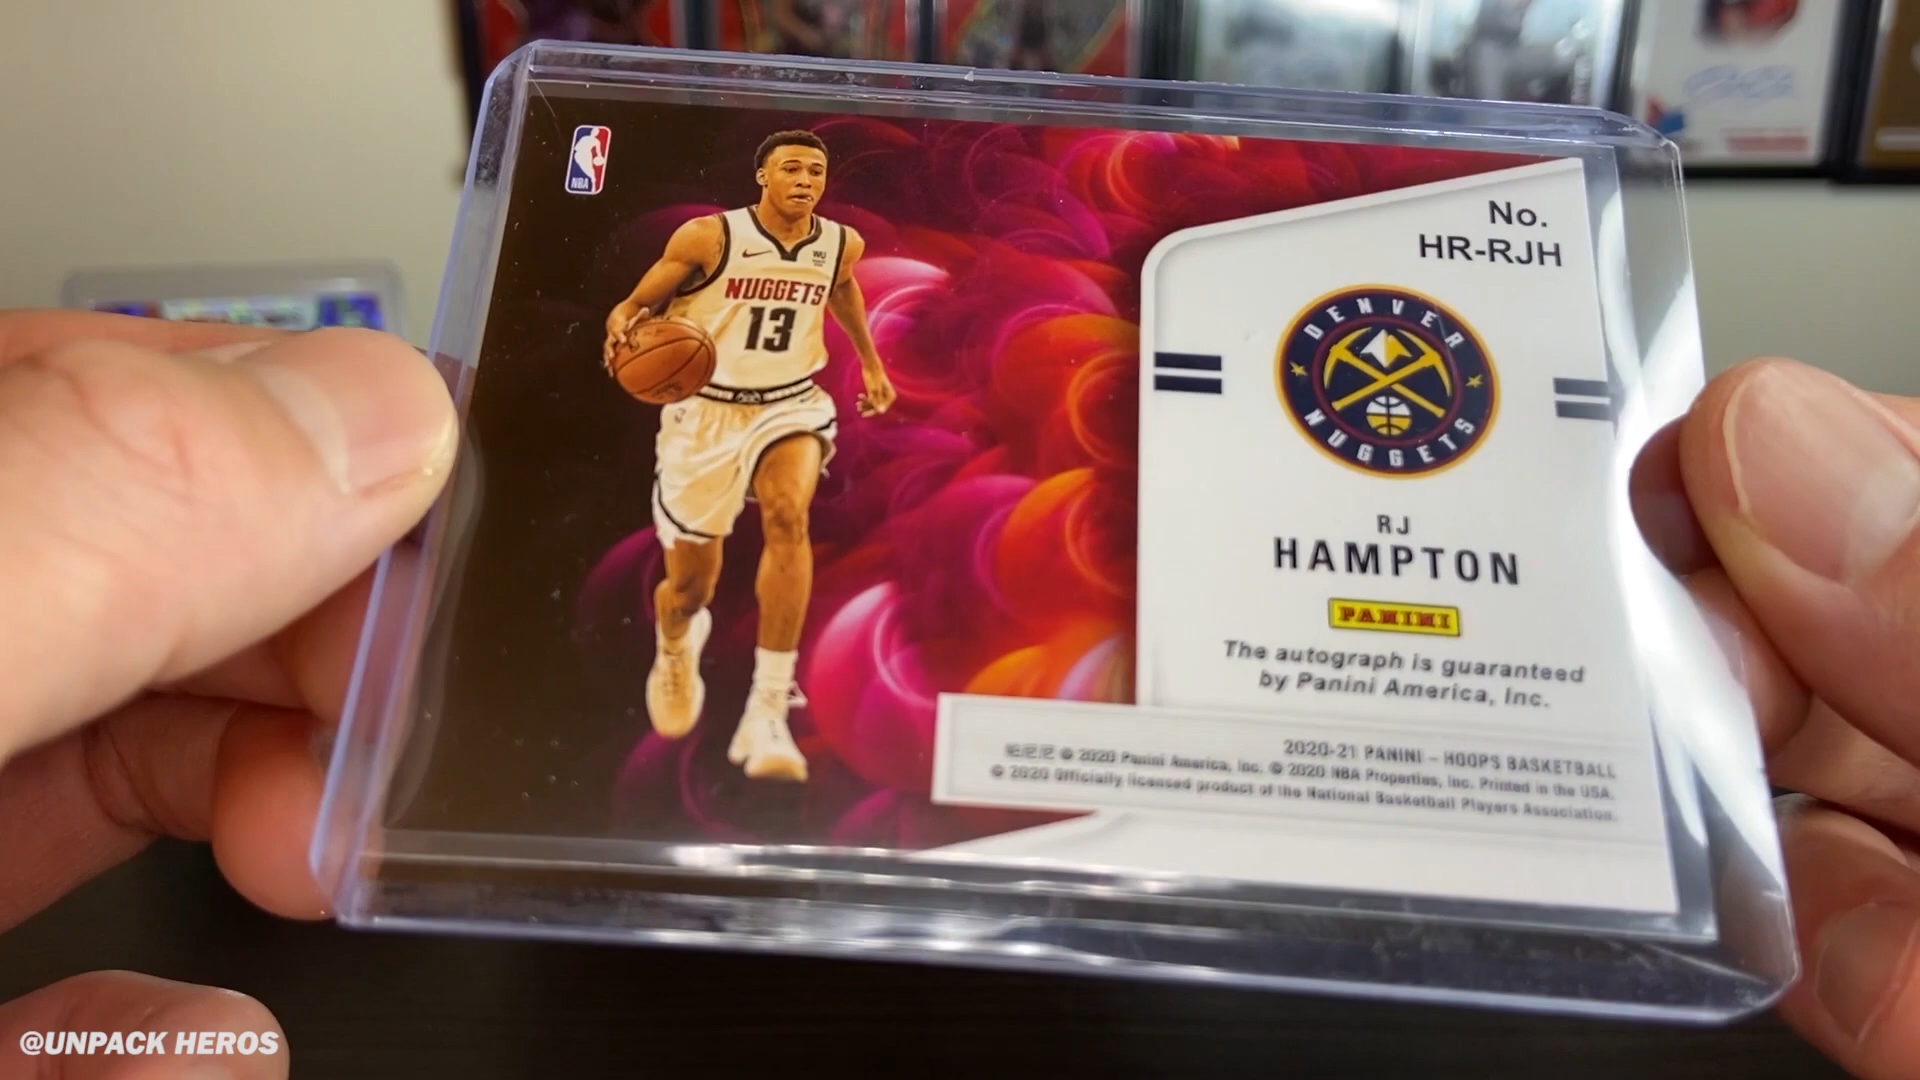 NBA
WU
NUGGETS
13
No.
HR-RJH
DENVER
NUGGETS
RJ
HAMPTON
PANINI
The autograph is guaranteed
by Panini America, Inc.
2020-21 PANINI – HOOPS BASKETBALL
© 2020 Panini America, Inc. © 2020 NBA Properties, Inc. Printed in the USA.
© 2020 Officially licensed product of the National Basketball Players Association.
@UNPACK HEROS